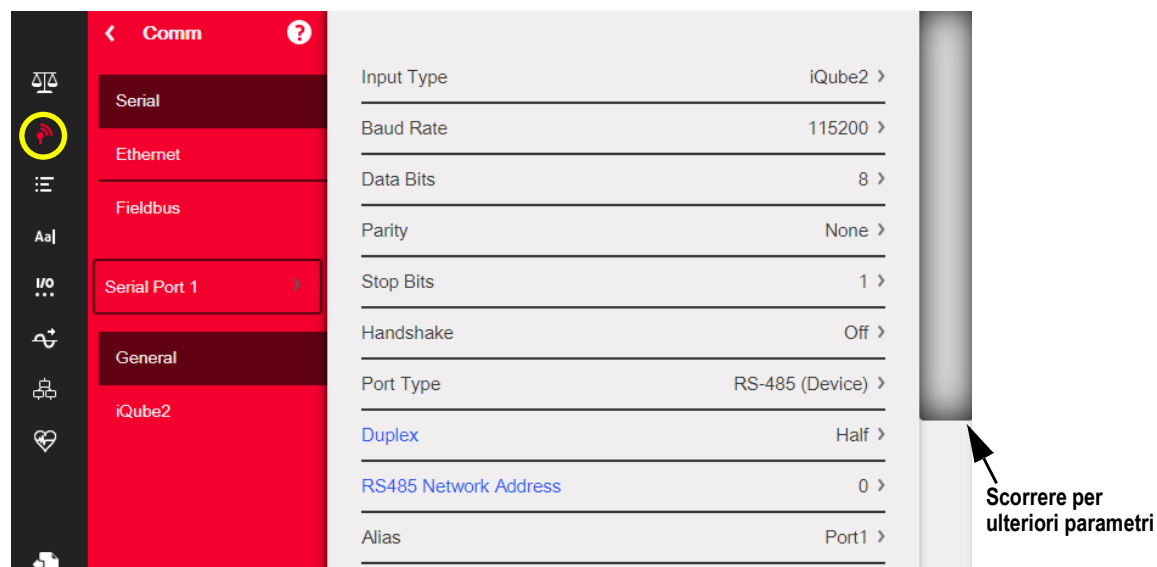 Comm ?
Serial
Ethernet
Fieldbus
Serial Port 1
General
iQube2
Aa
I/O
Input Type iQube2
Baud Rate 115200
Data Bits 8
Parity None
Stop Bits 1
Handshake Off
Port Type RS-485 (Device)
Duplex Half
RS485 Network Address 0
Alias Port1
Scorrere per
ulteriori parametri